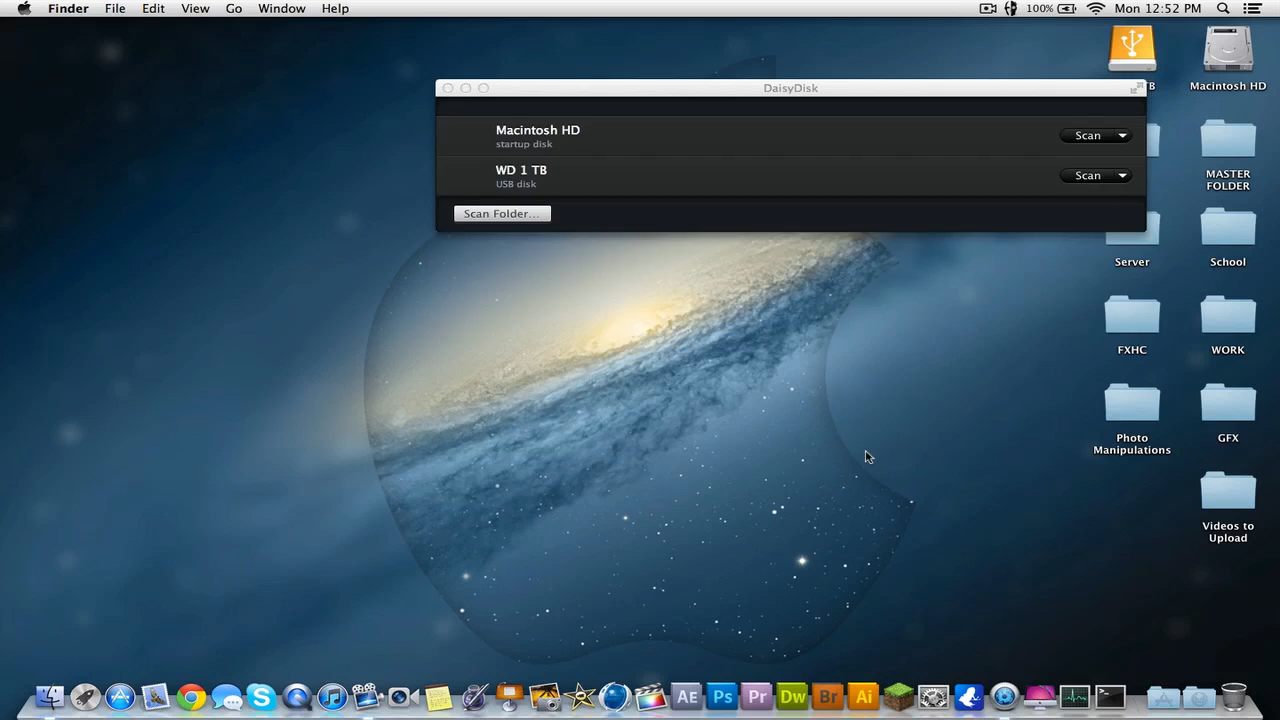 Finder File Edit View Go Window Help 100% Mon 12:52 PM
DaisyDisk
B
Macintosh HD
Macintosh HD
startup disk
Scan
WD 1 TB
USB disk
Scan
Scan Folder...
MASTER
FOLDER
Server
School
FXHC
WORK
Photo
Manipulations
GFX
Videos to
Upload
AE Ps Pr Dw Br Ai